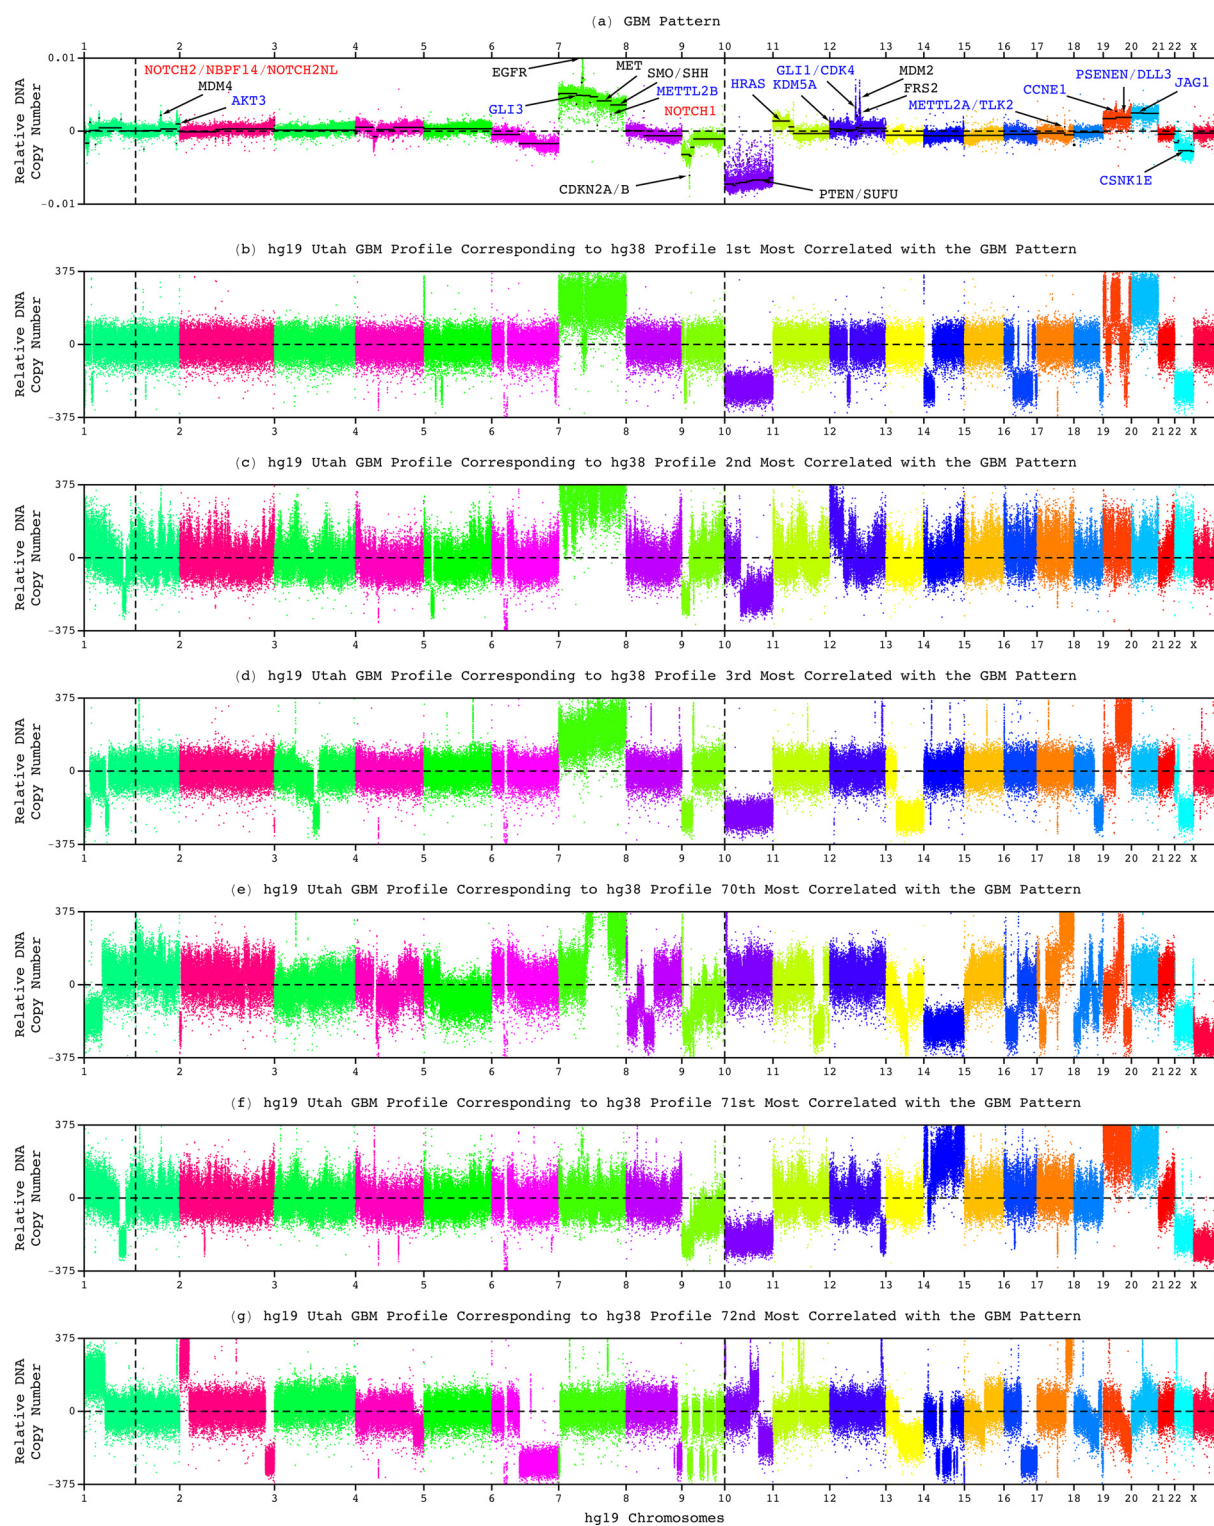 (a) GBM Pattern
1 2 3 4 5 6 7 8 9 10 11 12 13 14 15 16 17 18 19 20 21 22 X
0.01
0
-0.01
Relative DNA
Copy Number
NOTCH2/NBPF14/NOTCH2NL
MDM4
AKT3
EGFR
MET
SMO/SHH
GLI3
METTL2B
NOTCH1
CDKN2A/B
HRAS
GLI1/CDK4
KDM5A
MDM2
FRS2
METTL2A/TLK2
PTEN/SUFU
CCNE1
PSENEN/DLL3
JAG1
CSNK1E
(b) hg19 Utah GBM Profile Corresponding to hg38 Profile 1st Most Correlated with the GBM Pattern
375
0
-375
Relative DNA
Copy Number
1 2 3 4 5 6 7 8 9 10 11 12 13 14 15 16 17 18 19 20 21 22 X
(c) hg19 Utah GBM Profile Corresponding to hg38 Profile 2nd Most Correlated with the GBM Pattern
375
0
-375
Relative DNA
Copy Number
1 2 3 4 5 6 7 8 9 10 11 12 13 14 15 16 17 18 19 20 21 22 X
(d) hg19 Utah GBM Profile Corresponding to hg38 Profile 3rd Most Correlated with the GBM Pattern
375
0
-375
Relative DNA
Copy Number
1 2 3 4 5 6 7 8 9 10 11 12 13 14 15 16 17 18 19 20 21 22 X
(e) hg19 Utah GBM Profile Corresponding to hg38 Profile 70th Most Correlated with the GBM Pattern
375
0
-375
Relative DNA
Copy Number
1 2 3 4 5 6 7 8 9 10 11 12 13 14 15 16 17 18 19 20 21 22 X
(f) hg19 Utah GBM Profile Corresponding to hg38 Profile 71st Most Correlated with the GBM Pattern
375
0
-375
Relative DNA
Copy Number
1 2 3 4 5 6 7 8 9 10 11 12 13 14 15 16 17 18 19 20 21 22 X
(g) hg19 Utah GBM Profile Corresponding to hg38 Profile 72nd Most Correlated with the GBM Pattern
375
0
-375
Relative DNA
Copy Number
1 2 3 4 5 6 7 8 9 10 11 12 13 14 15 16 17 18 19 20 21 22 X
hg19 Chromosomes